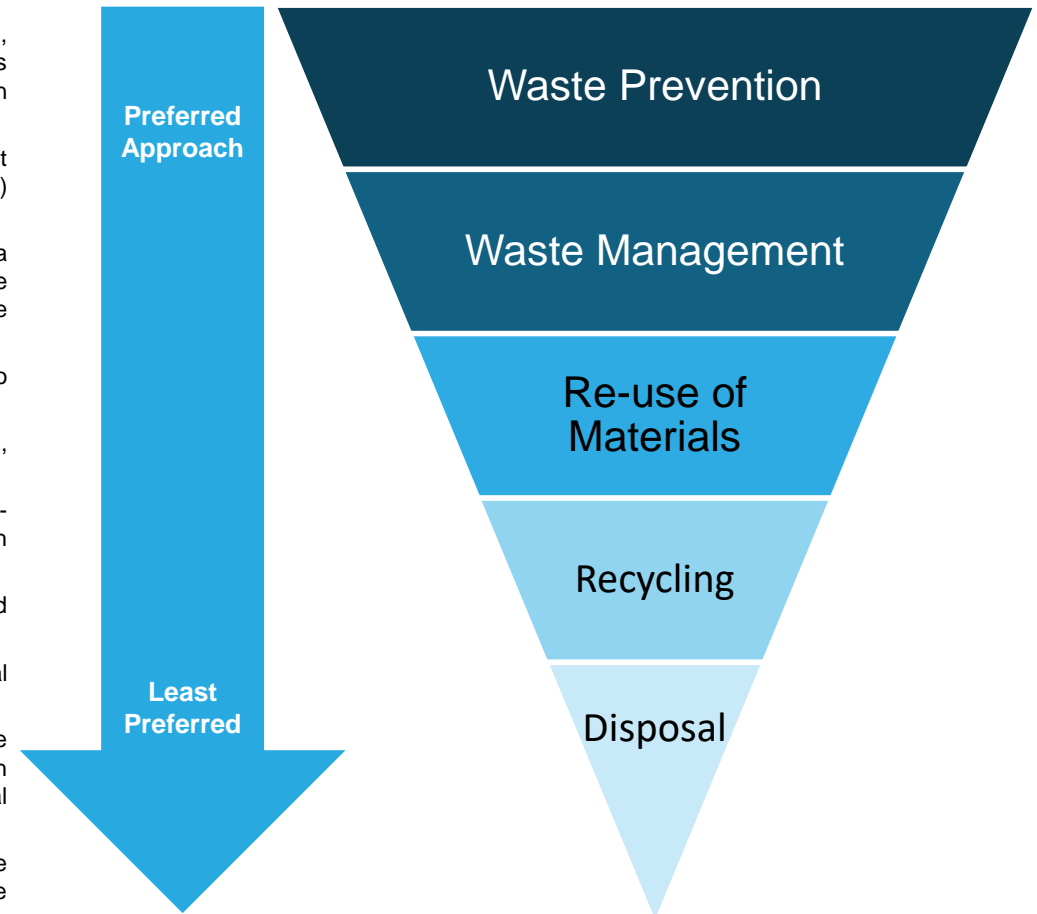 Preferred
Approach
Least
Preferred
Waste Prevention
Waste Management
Re-use of
Materials
Recycling
Disposal